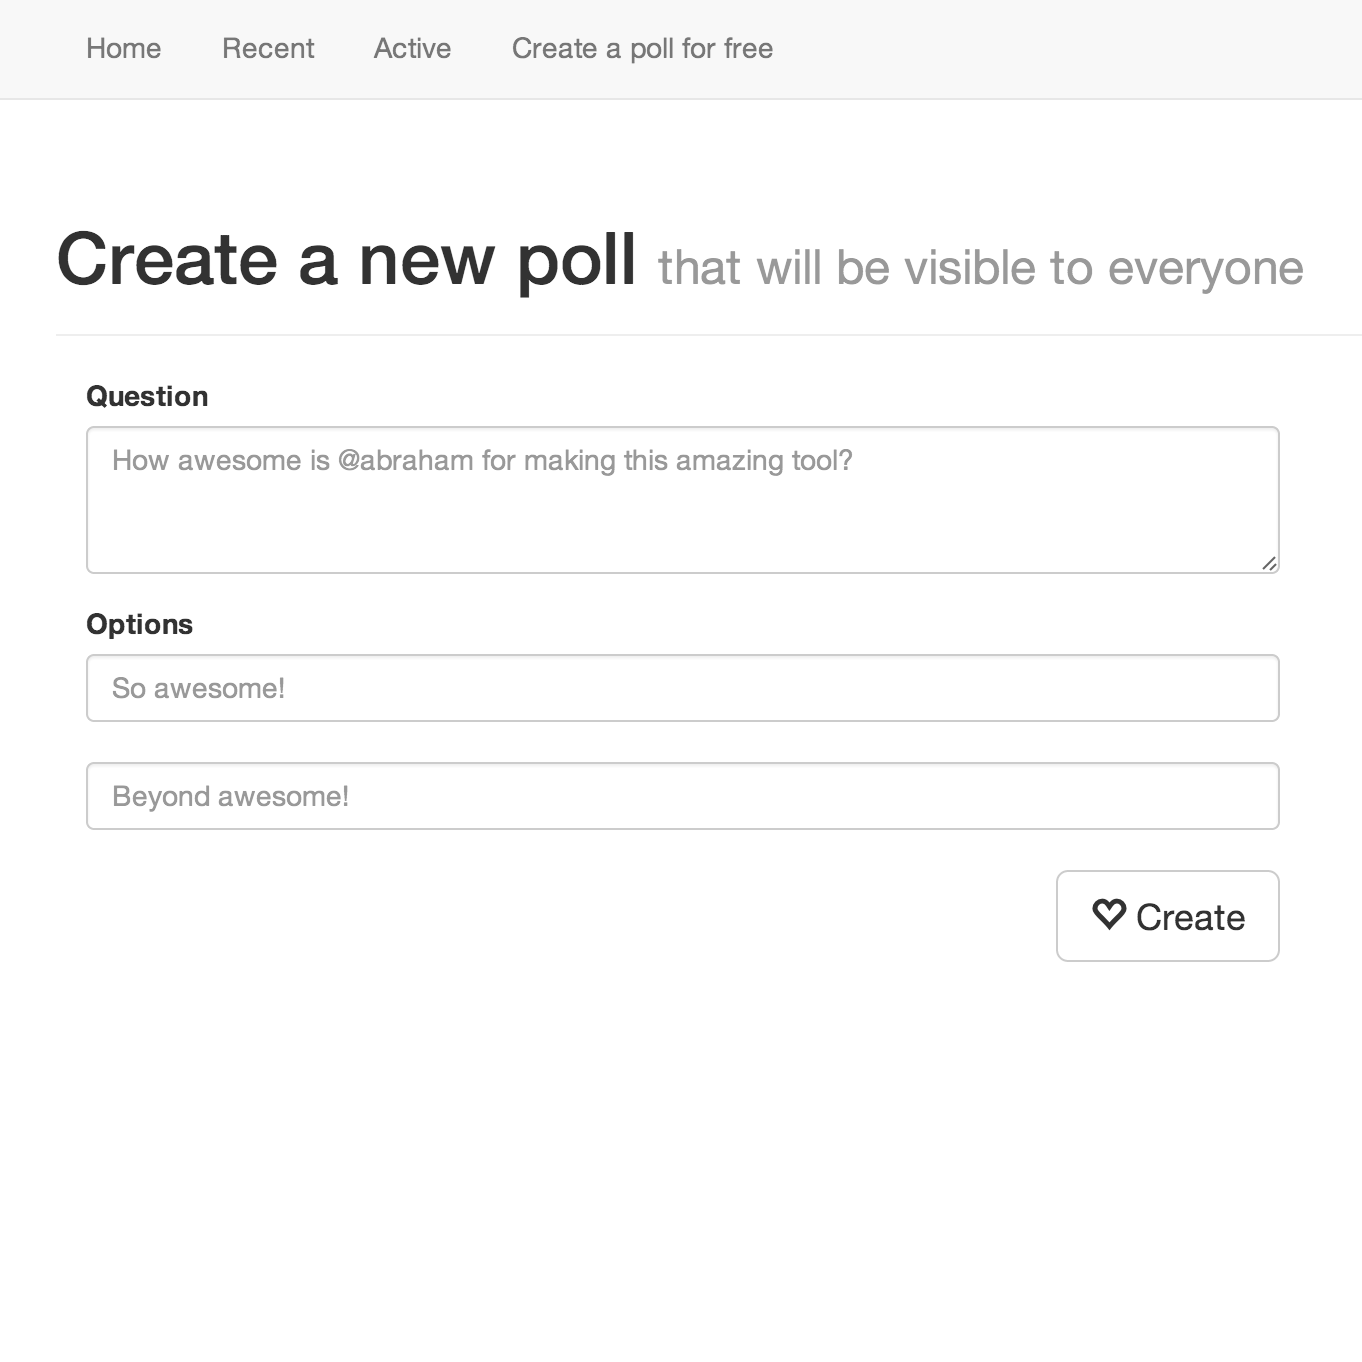 Home Recent Active Create a poll for free
Create a new poll that will be visible to everyone
Question
How awesome is @abraham for making this amazing tool?
Options
So awesome!
Beyond awesome!
Create